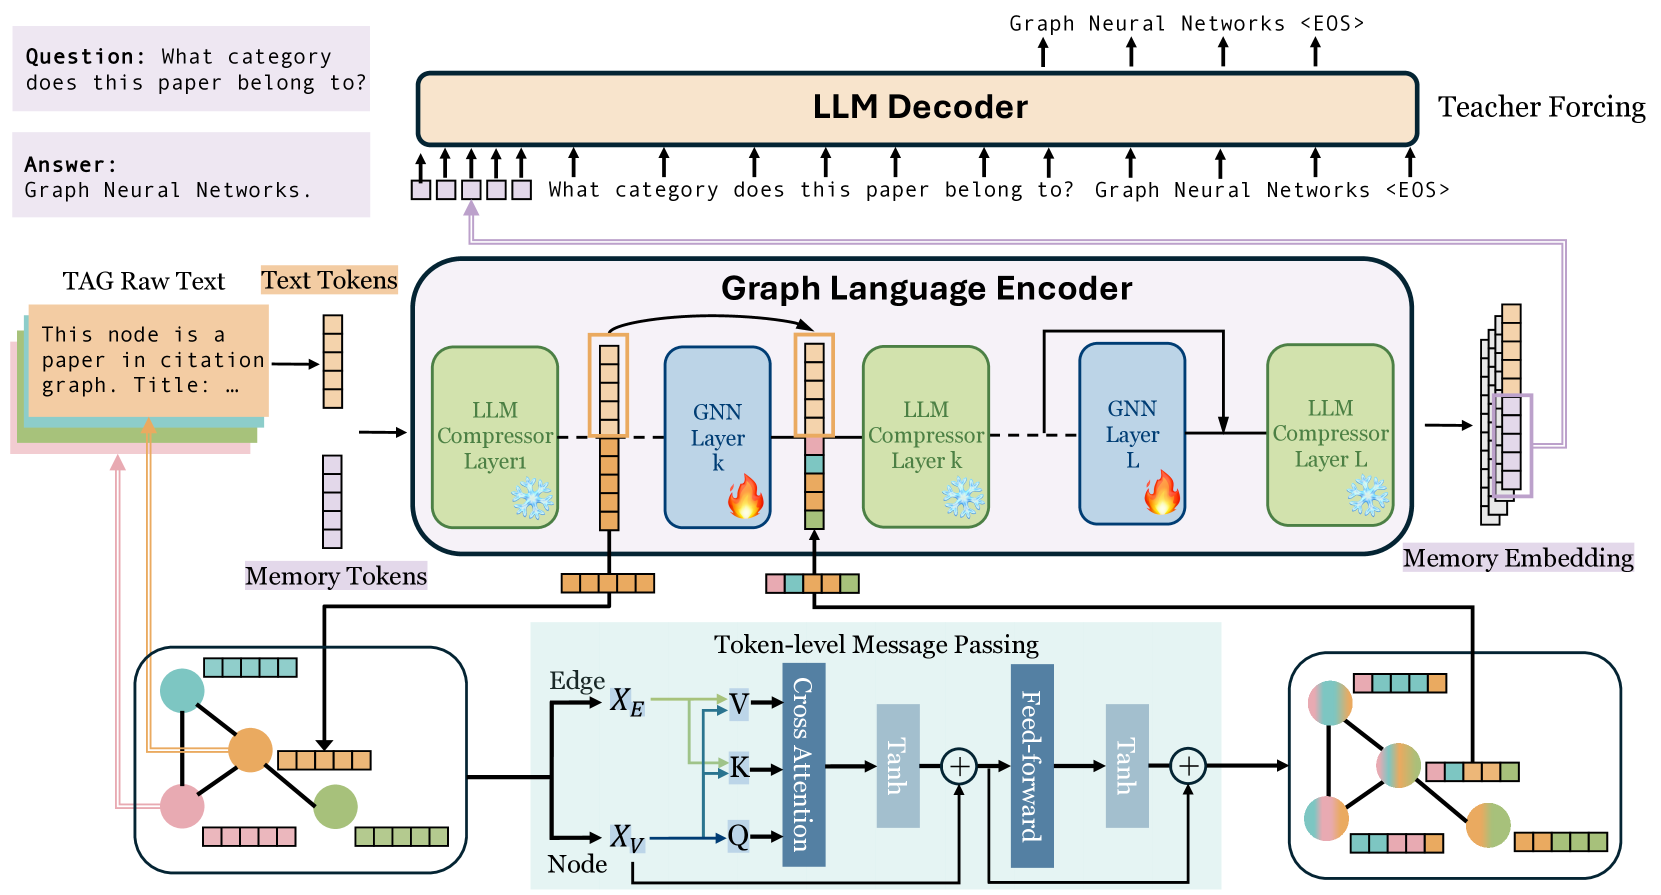 Graph Neural Networks <EOS>
Question: What category
does this paper belong to?
LLM Decoder
Teacher Forcing
Answer:
Graph Neural Networks.
What category does this paper belong to? Graph Neural Networks <EOS>
TAG Raw Text
Text Tokens
Graph Language Encoder
This node is a
paper in citation
graph. Title: …
LLM
Compressor
Layer1
GNN
Layer
k
LLM
Compressor
Layer k
GNN
Layer
L
LLM
Compressor
Layer L
Memory Tokens
Memory Embedding
Token-level Message Passing
Edge
X_E
V
K
Q
X_V
Node
Cross Attention
Tanh
+
Feed-forward
Tanh
+